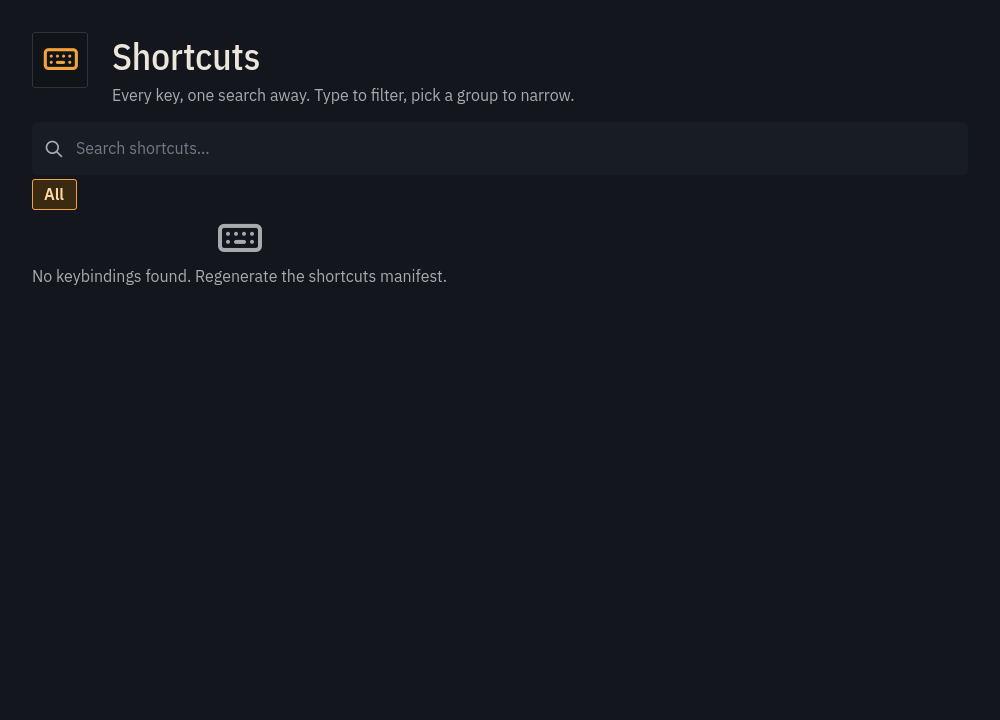 Shortcuts
Every key, one search away. Type to filter, pick a group to narrow.
Search shortcuts...
All
No keybindings found. Regenerate the shortcuts manifest.